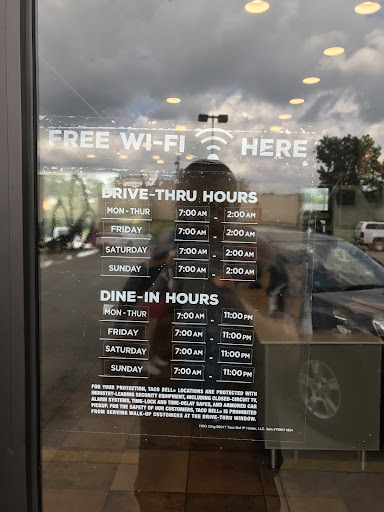 FREE WI-FI HERE
DRIVE-THRU HOURS
MON - THUR 7:00 AM - 2:00 AM
FRIDAY 7:00 AM - 2:00 AM
SATURDAY 7:00 AM - 2:00 AM
SUNDAY 7:00 AM - 2:00 AM
DINE-IN HOURS
MON - THUR 7:00 AM - 11:00 PM
FRIDAY 7:00 AM - 11:00 PM
SATURDAY 7:00 AM - 11:00 PM
SUNDAY 7:00 AM - 11:00 PM
FOR YOUR PROTECTION, TACO BELL® LOCATIONS ARE PROTECTED WITH
INDUSTRY-LEADING SECURITY EQUIPMENT, INCLUDING CLOSED-CIRCUIT TV,
ALARM SYSTEMS, TIME-LOCK AND TIME-DELAY SAFES, AND ARMORED CAR
PICKUP. FOR THE SAFETY OF OUR CUSTOMERS, TACO BELL® IS PROHIBITED
FROM SERVING WALK-UP CUSTOMERS AT THE DRIVE-THRU WINDOW.
©2017 Taco Bell IP Holder, LLC.